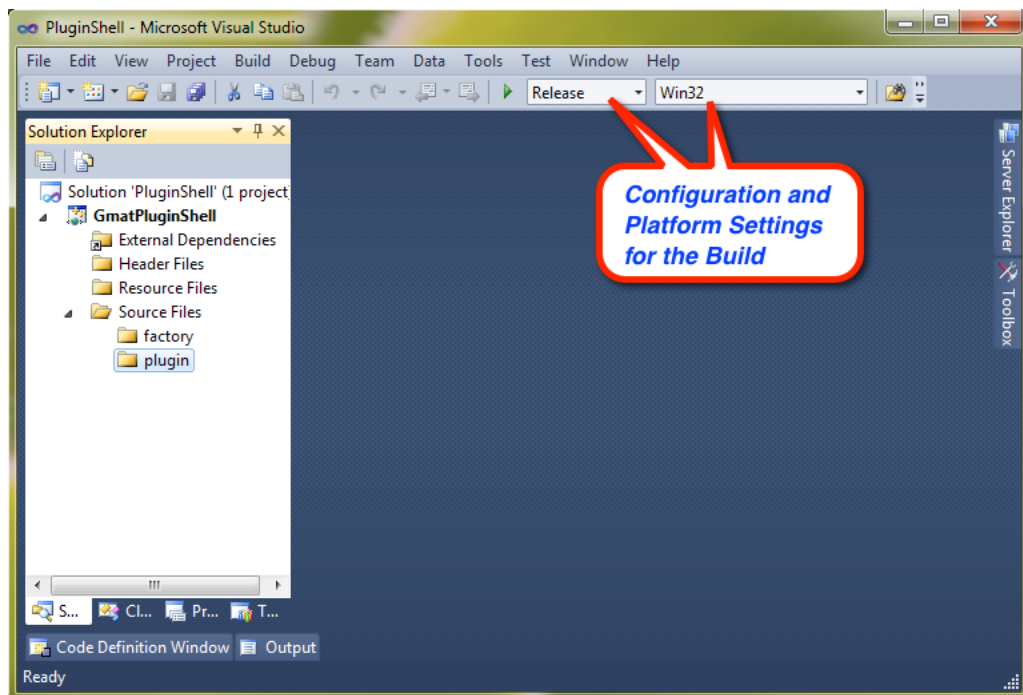 PluginShell - Microsoft Visual Studio
File Edit View Project Build Debug Team Data Tools Test Window Help
Release Win32
Solution Explorer
Solution 'PluginShell' (1 project
GmatPluginShell
External Dependencies
Header Files
Resource Files
Source Files
factory
plugin
Configuration and
Platform Settings
for the Build
Server Explorer
Toolbox
S... Cl... Pr... T...
Code Definition Window Output
Ready